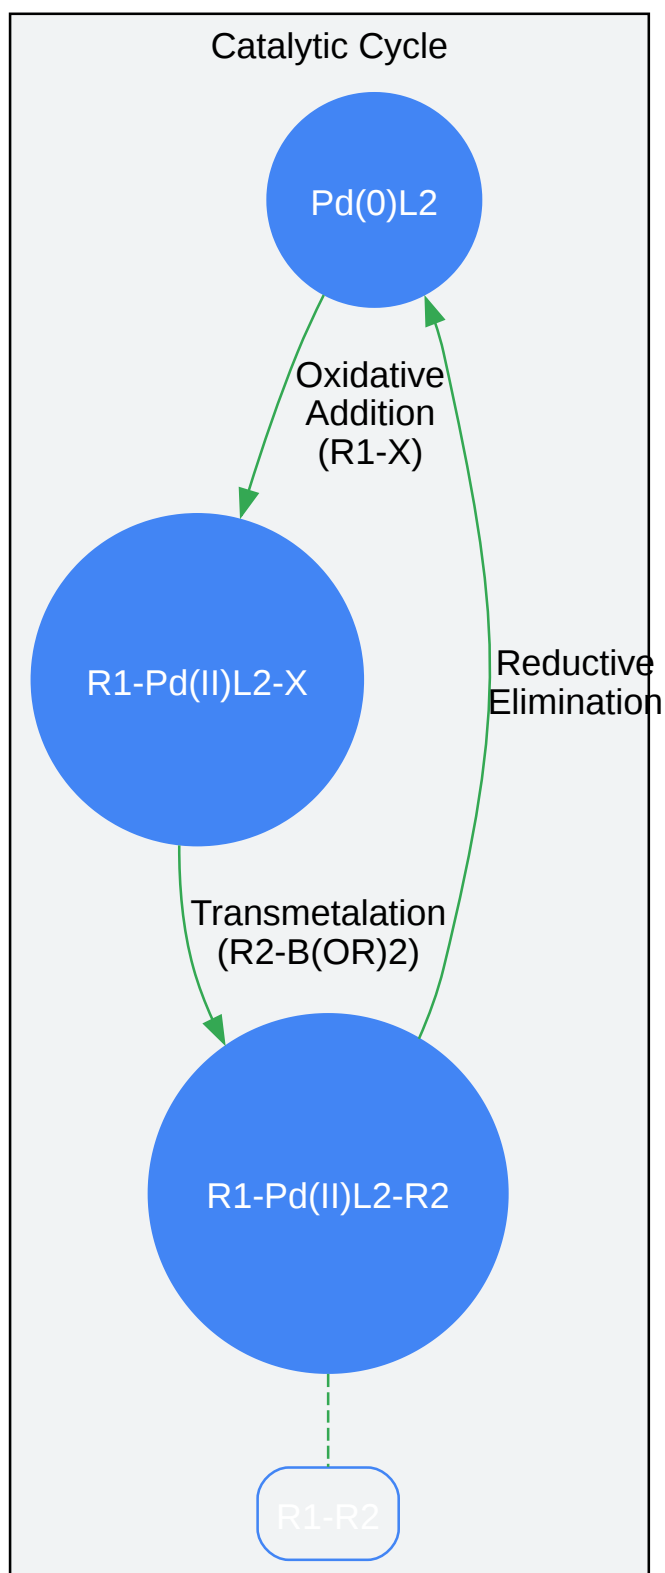 Catalytic Cycle
Pd(0)L2
Oxidative
Addition
(R1-X)
Reductive
Elimination
R1-Pd(II)L2-X
Transmetalation
(R2-B(OR)2)
R1-Pd(II)L2-R2
R1-R2